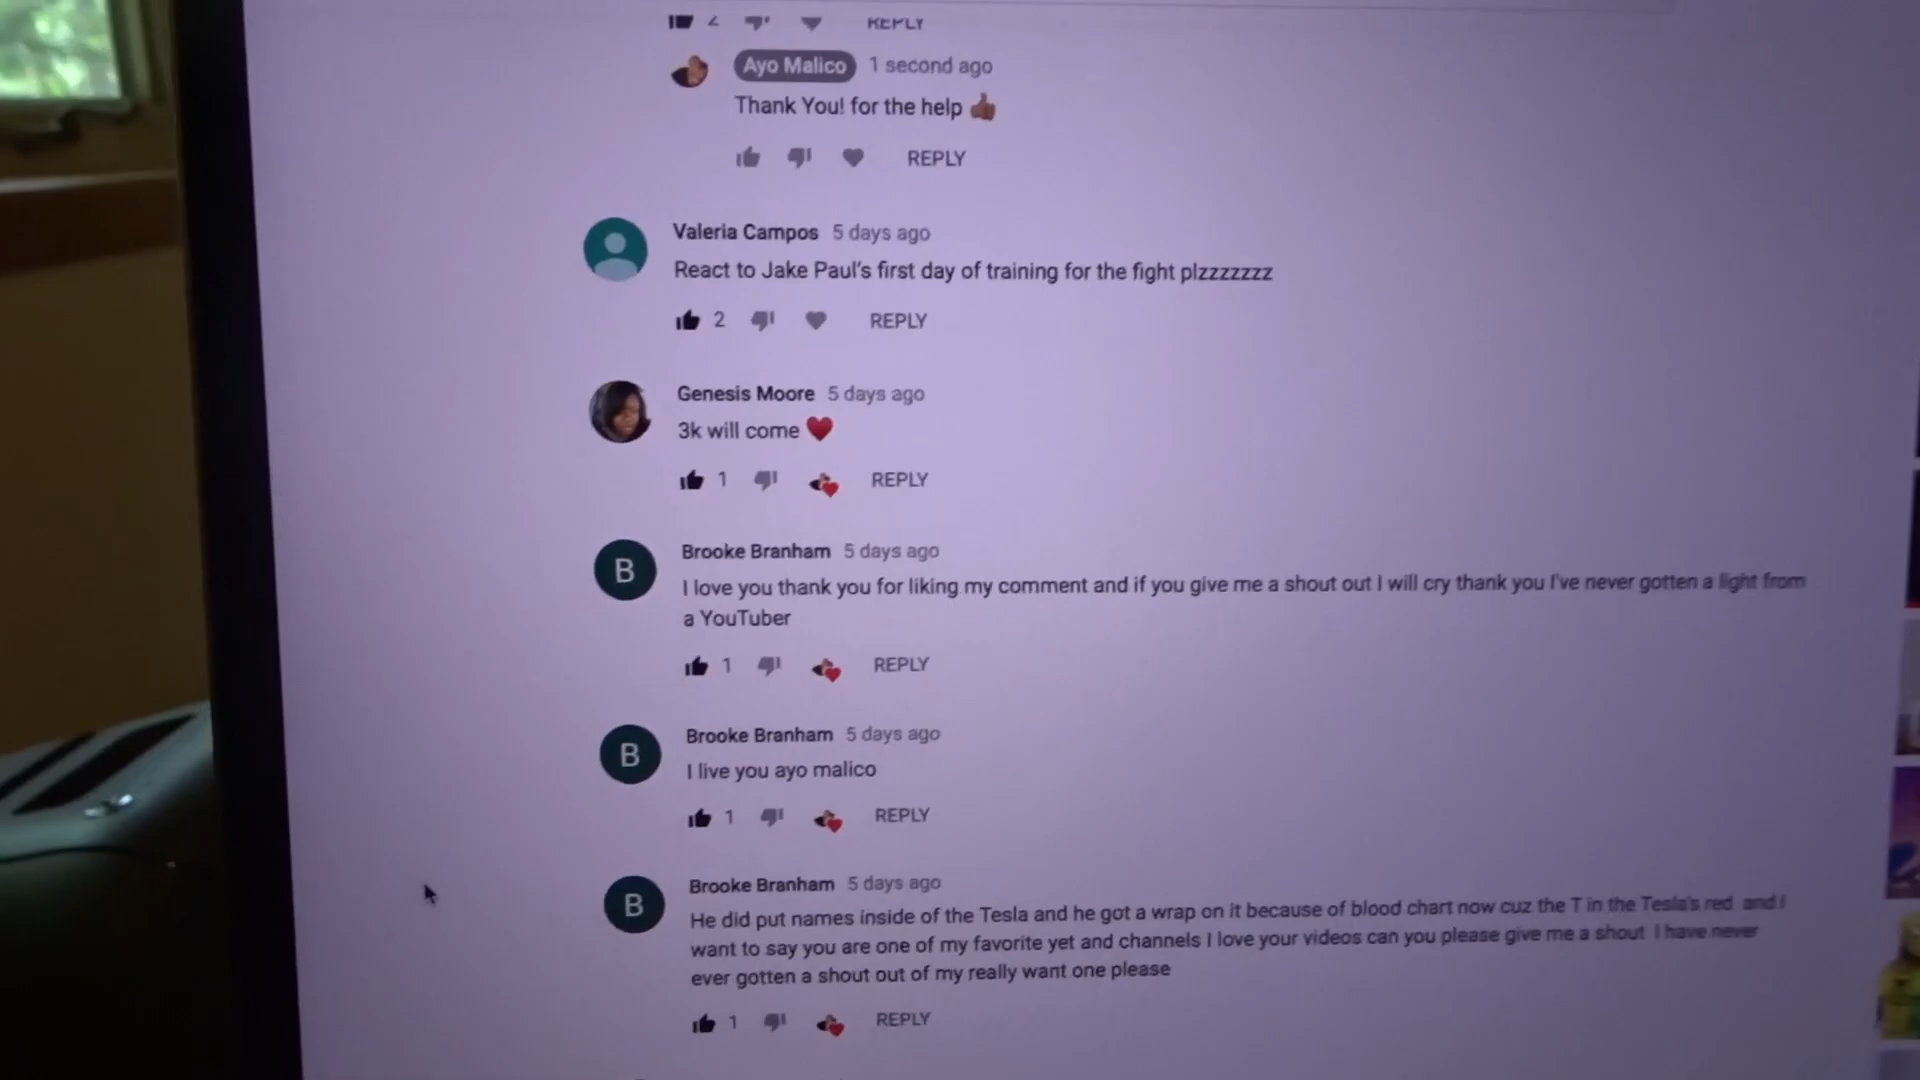 2 REPLY
Ayo Malico 1 second ago
Thank You! for the help 👍🏾
REPLY
Valeria Campos 5 days ago
React to Jake Paul's first day of training for the fight plzzzzzzz
2 REPLY
Genesis Moore 5 days ago
3k will come ❤️
1 REPLY
B Brooke Branham 5 days ago
I love you thank you for liking my comment and if you give me a shout out I will cry thank you I've never gotten a light from
a YouTuber
1 REPLY
B Brooke Branham 5 days ago
I live you ayo malico
1 REPLY
B Brooke Branham 5 days ago
He did put names inside of the Tesla and he got a wrap on it because of blood chart now cuz the T in the Tesla's red and I
want to say you are one of my favorite yet and channels I love your videos can you please give me a shout I have never
ever gotten a shout out of my really want one please
1 REPLY